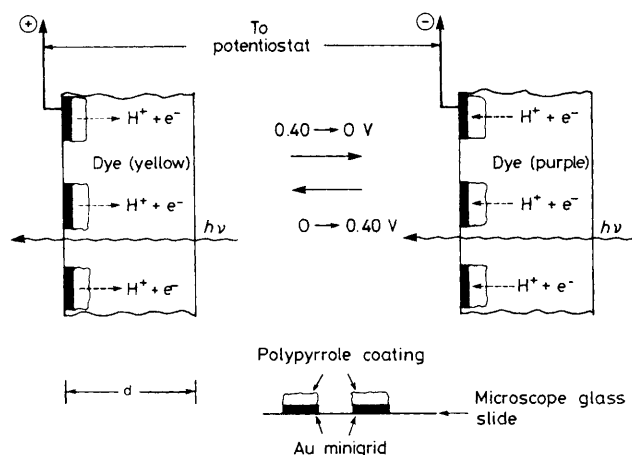 ⊕
To
potentiostat
⊖
H⁺ + e⁻
Dye (yellow)
H⁺ + e⁻
hν
H⁺ + e⁻
d
0.40 → 0 V
0 → 0.40 V
H⁺ + e⁻
Dye (purple)
H⁺ + e⁻
hν
H⁺ + e⁻
Polypyrrole coating
Microscope glass
slide
Au minigrid